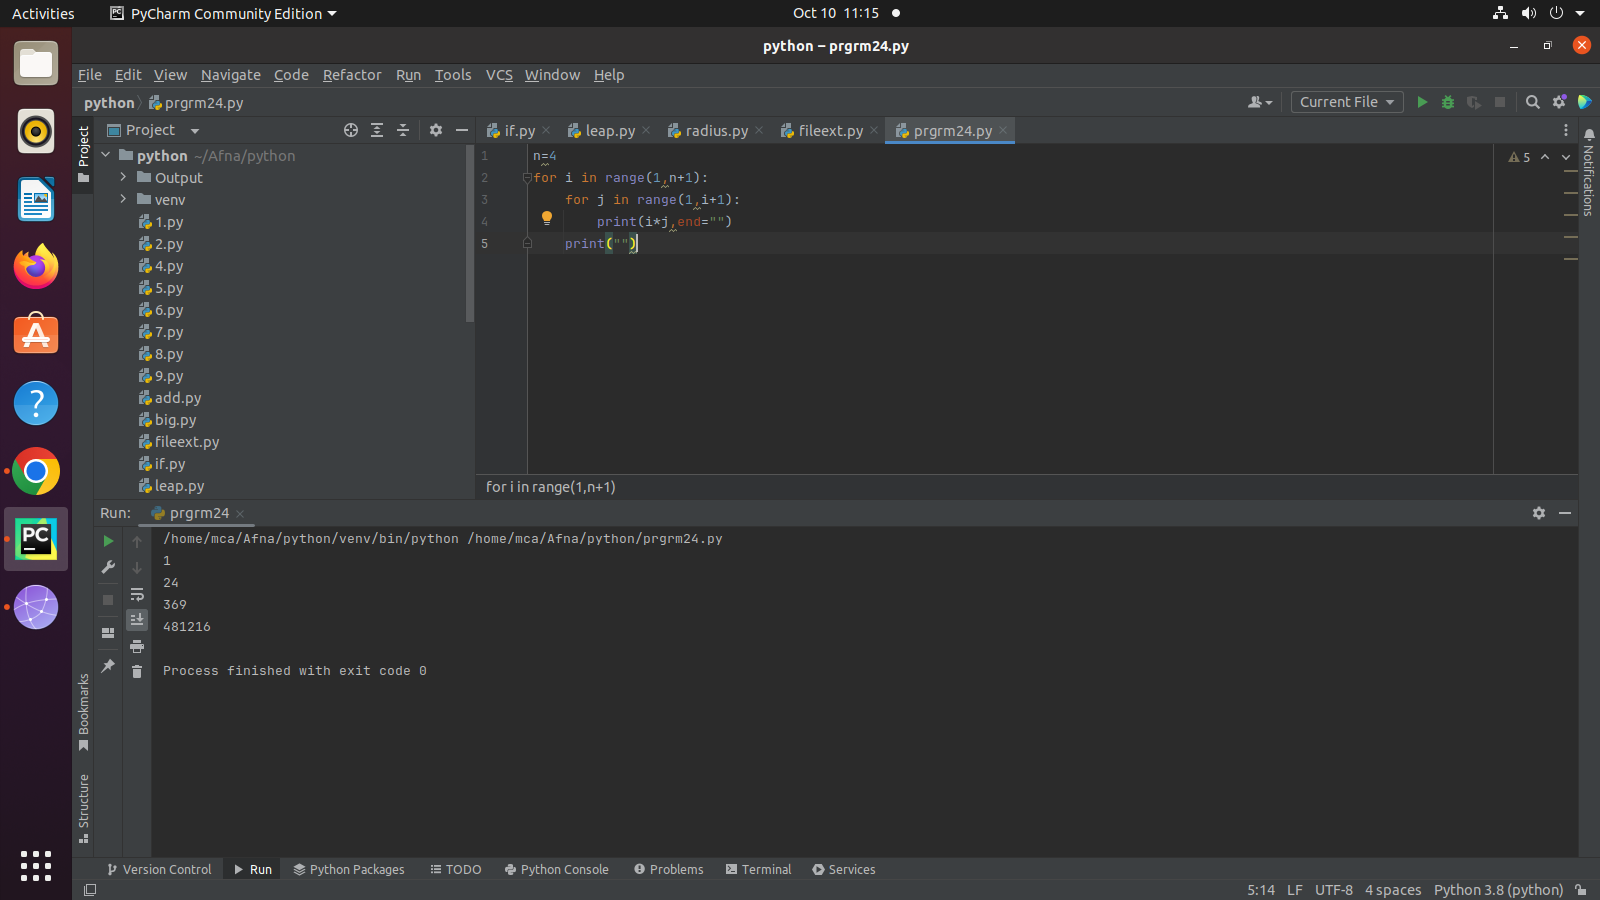 Activities PyCharm Community Edition Oct 10 11:15
python – prgrm24.py
File Edit View Navigate Code Refactor Run Tools VCS Window Help
python prgrm24.py Current File
Project if.py leap.py radius.py fileext.py prgrm24.py
Project
Notifications
python ~/Afna/python
Output
venv
1.py
2.py
4.py
5.py
6.py
7.py
8.py
9.py
add.py
big.py
fileext.py
if.py
leap.py
1 n=4
2 for i in range(1,n+1):
3 for j in range(1,i+1):
4 print(i*j,end="")
5 print("")
5
for i in range(1,n+1)
Run: prgrm24
/home/mca/Afna/python/venv/bin/python /home/mca/Afna/python/prgrm24.py
1
24
369
481216
Process finished with exit code 0
Bookmarks
Structure
Version Control Run Python Packages TODO Python Console Problems Terminal Services
5:14 LF UTF-8 4 spaces Python 3.8 (python)
PC